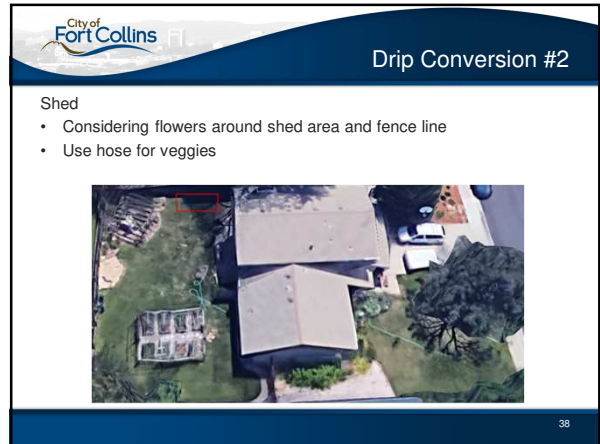 City of
Fort Collins
Drip Conversion #2
Shed
• Considering flowers around shed area and fence line
• Use hose for veggies
38